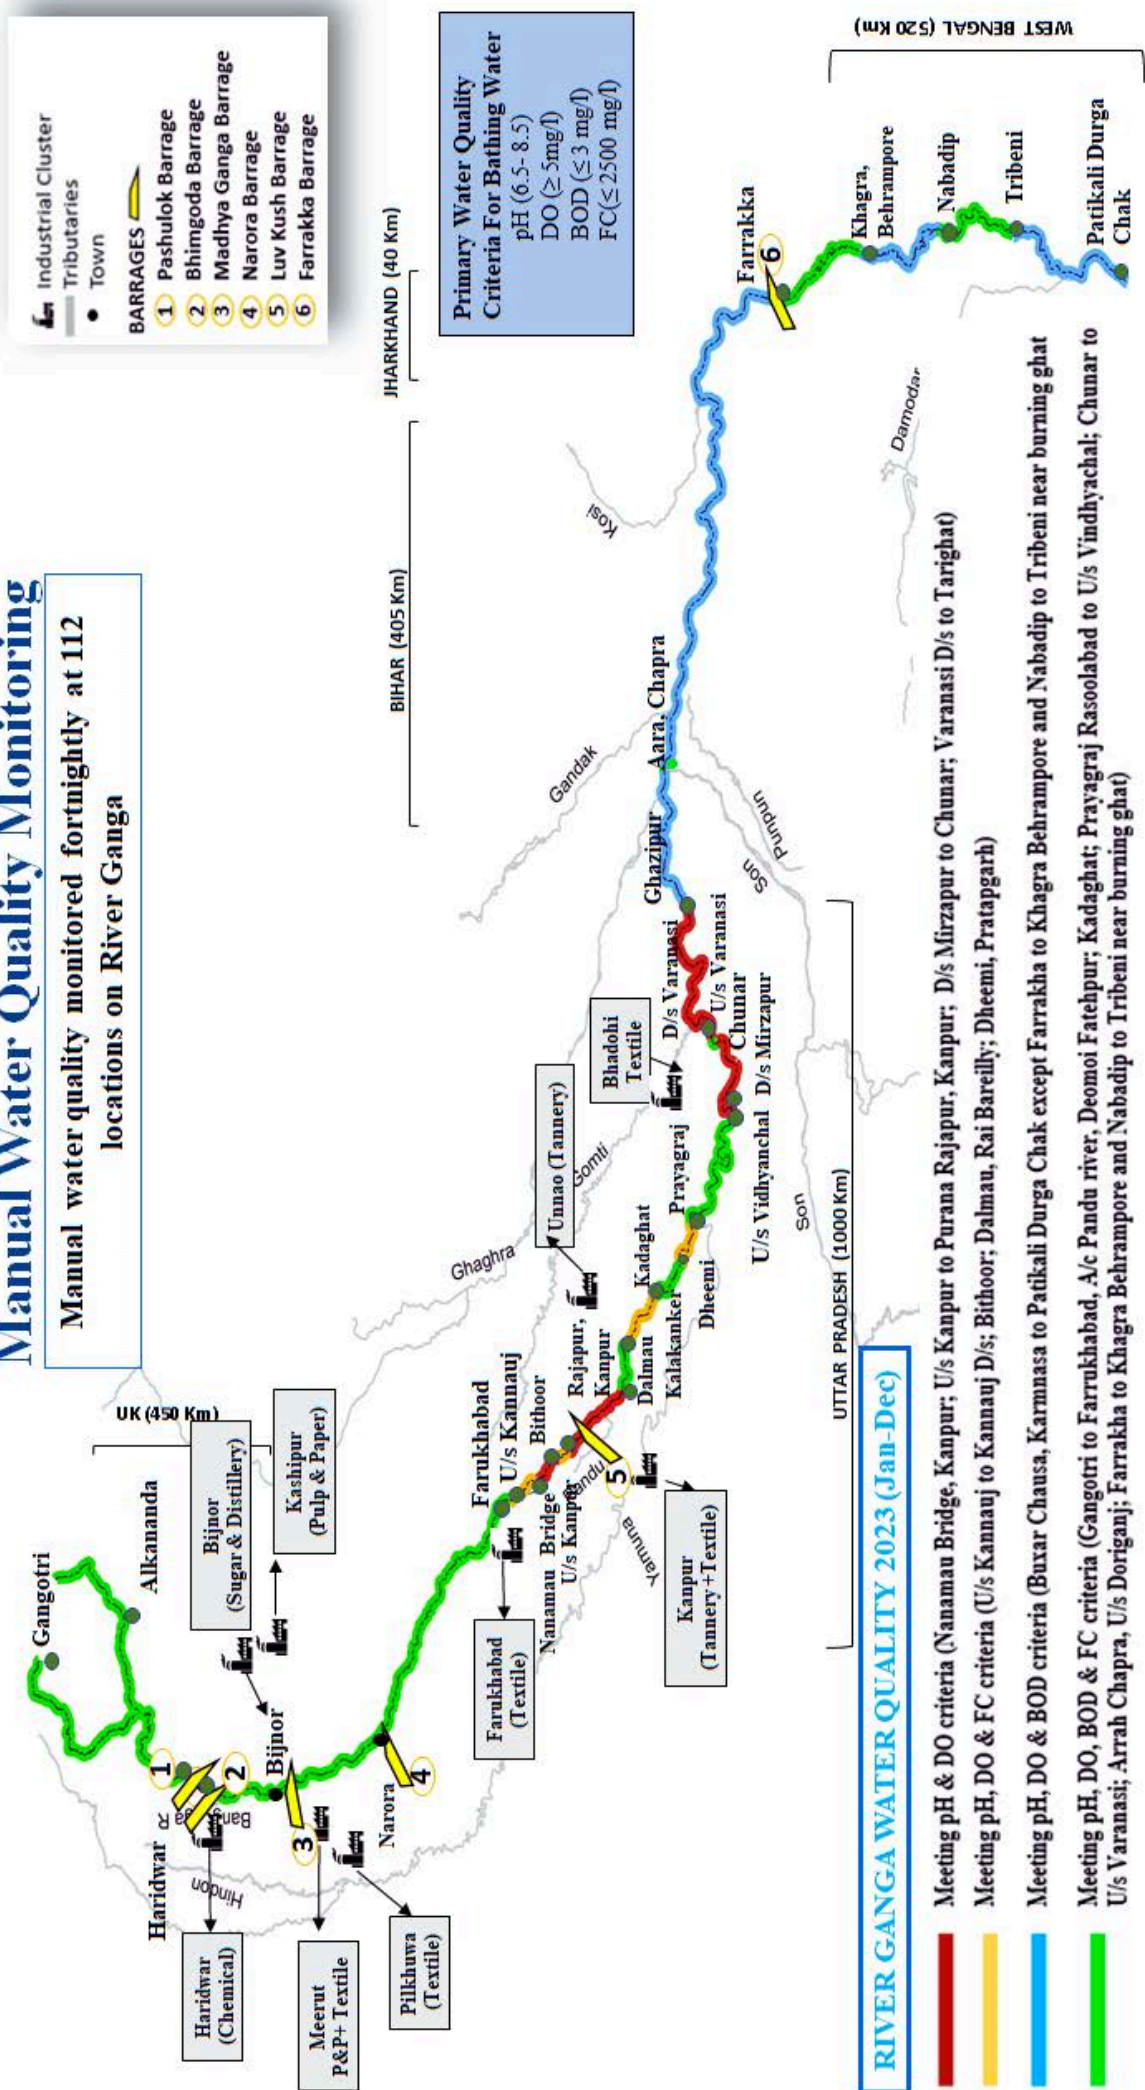 Manual Water Quality Monitoring
Manual water quality monitored fortnightly at 112
locations on River Ganga
Industrial Cluster
Tributaries
Town
BARRAGES
1 Pashulok Barrage
2 Bhimgoda Barrage
3 Madhya Ganga Barrage
4 Narora Barrage
5 Luv Kush Barrage
6 Farrakka Barrage
Primary Water Quality
Criteria For Bathing Water
pH (6.5- 8.5)
DO (≥ 5mg/l)
BOD (≤ 3 mg/l)
FC(≤ 2500 mg/l)
UK (450 Km)
BIHAR (405 Km)
JHARKHAND (40 Km)
WEST BENGAL (520 Km)
UTTAR PRADESH (1000 Km)
Gangotri
Alkananda
Bijnor
(Sugar & Distillery)
Kashipur
(Pulp & Paper)
1
2
Haridwar
Haridwar
(Chemical)
Hindon
Bijnor
3
Meerut
P&P+ Textile
Pilkhuwa
(Textile)
4
Narora
Farukhabad
(Textile)
Farukhabad
U/s Kannauj
Bithoor
Nanamau Bridge
U/s Kanpur
Rajapur,
Kanpur
5
Yamuna
Kanpur
(Tannery+Textile)
Unnao (Tannery)
Ghaghra
Gomti
Dalmau
Kalakanker
Kadaghat
Dheemi
Prayagraj
U/s Vidhyanchal
Bhadohi
Textile
D/s Mirzapur
Chunar
U/s Varanasi
D/s Varanasi
Ghazipur
Aara, Chapra
Gandak
Son
Son
Punpun
Kosi
Damodar
Farrakka
6
Khagra,
Behrampore
Nabadip
Tribeni
Patikali Durga
Chak
RIVER GANGA WATER QUALITY 2023 (Jan-Dec)
Meeting pH & DO criteria (Nanamau Bridge, Kanpur; U/s Kanpur to Purana Rajapur, Kanpur; D/s Mirzapur to Chunar; Varanasi D/s to Tarighat)
Meeting pH, DO & FC criteria (U/s Kannauj to Kannauj D/s; Bithoor; Dalmau, Rai Bareilly; Dheemi, Pratapgarh)
Meeting pH, DO & BOD criteria (Buxar Chausa, Karmnasa to Patikali Durga Chak except Farrakha to Khagra Behrampore and Nabadip to Tribeni near burning ghat
Meeting pH, DO, BOD & FC criteria (Gangotri to Farrukhabad, A/c Pandu river, Deomoi Fatehpur; Kadaghat; Prayagraj Rasoolabad to U/s Vindhyachal; Chunar to
U/s Varanasi; Arrah Chapra, U/s Doriganj; Farrakha to Khagra Behrampore and Nabadip to Tribeni near burning ghat)